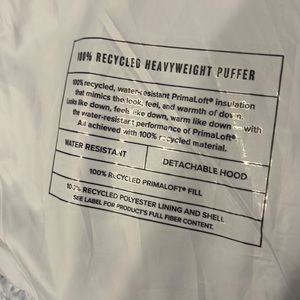 100% RECYCLED HEAVYWEIGHT PUFFER
100% recycled, water-resistant PrimaLoft® insulation
that mimics the look, feel, and warmth of down.
Looks like down, feels like down, warm like down with
the water-resistant performance of PrimaLoft®.
All achieved with 100% recycled material.
WATER RESISTANT
DETACHABLE HOOD
100% RECYCLED PRIMALOFT® FILL
100% RECYCLED POLYESTER LINING AND SHELL
SEE LABEL FOR PRODUCT'S FULL FIBER CONTENT.